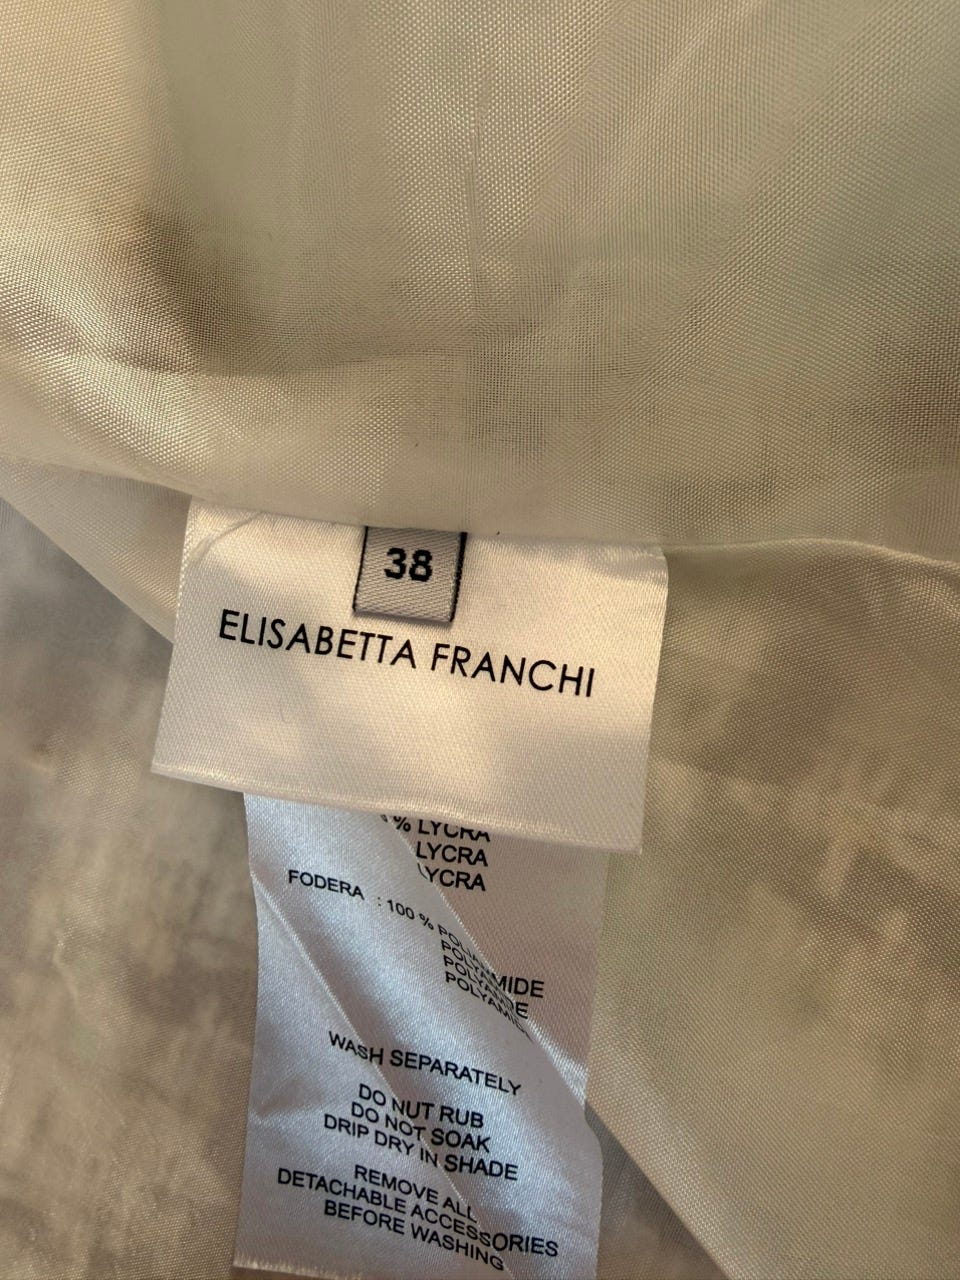 38
ELISABETTA FRANCHI
% LYCRA
LYCRA
LYCRA
FODERA : 100 %
POLYAMIDE
WASH SEPARATELY
DO NUT RUB
DO NOT SOAK
DRIP DRY IN SHADE
REMOVE ALL
DETACHABLE ACCESSORIES
BEFORE WASHING